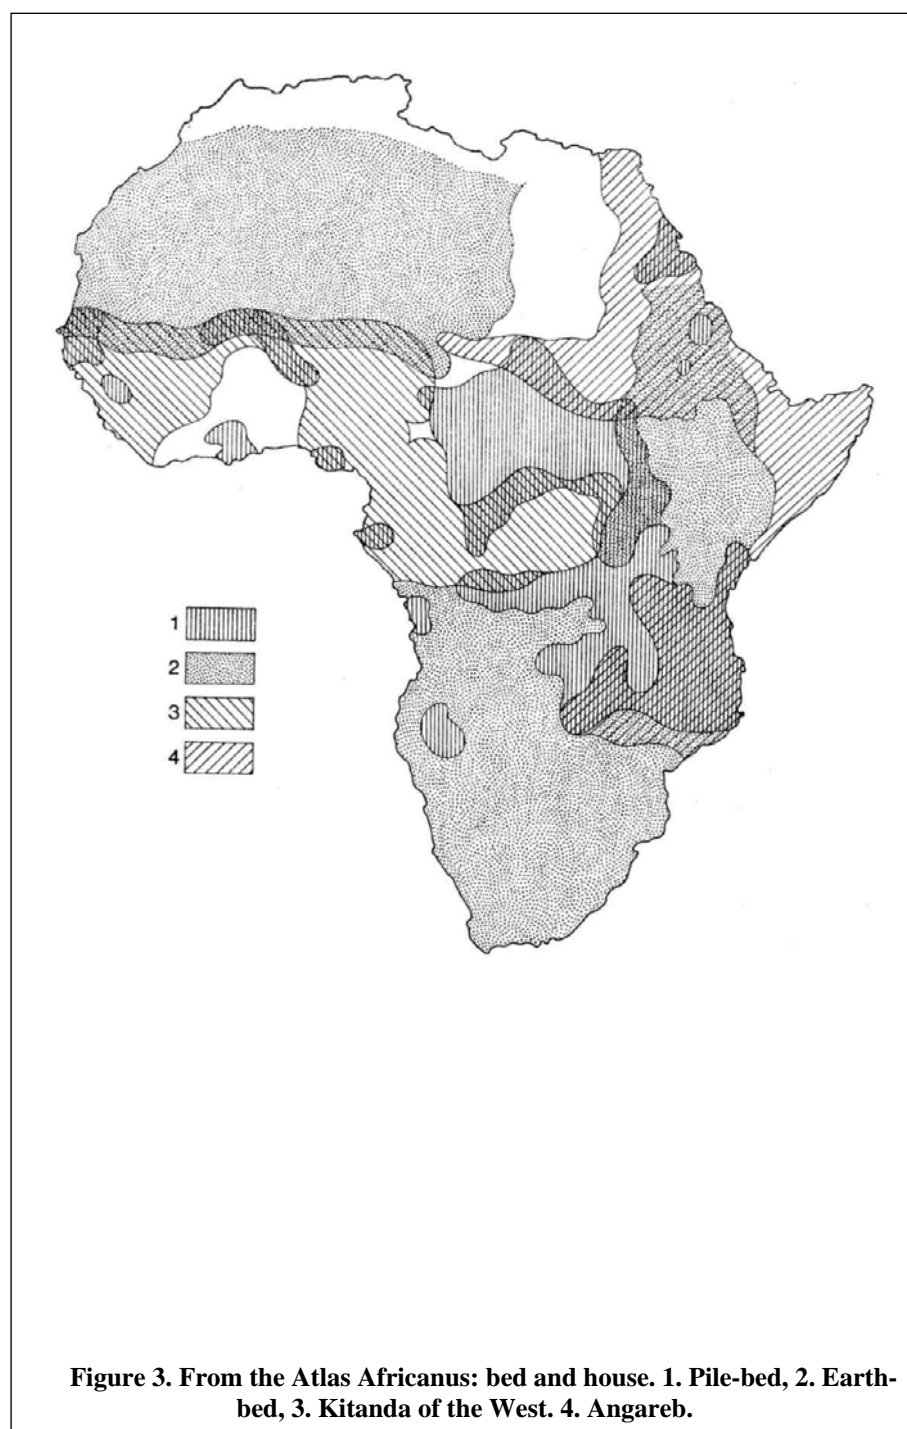 1
2
3
4
Figure 3. From the Atlas Africanus: bed and house. 1. Pile-bed, 2. Earth-
bed, 3. Kitanda of the West. 4. Angareb.